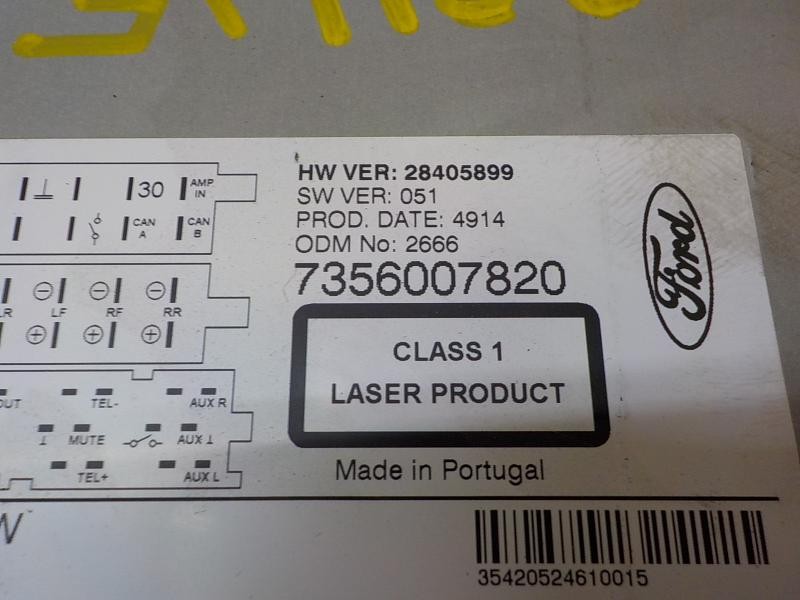 30 AMP IN
CAN A CAN B
LF RF RR
TEL- AUX R
MUTE AUX
TEL+ AUX L
HW VER: 28405899
SW VER: 051
PROD. DATE: 4914
ODM No: 2666
7356007820
CLASS 1
LASER PRODUCT
Made in Portugal
Ford
35420524610015